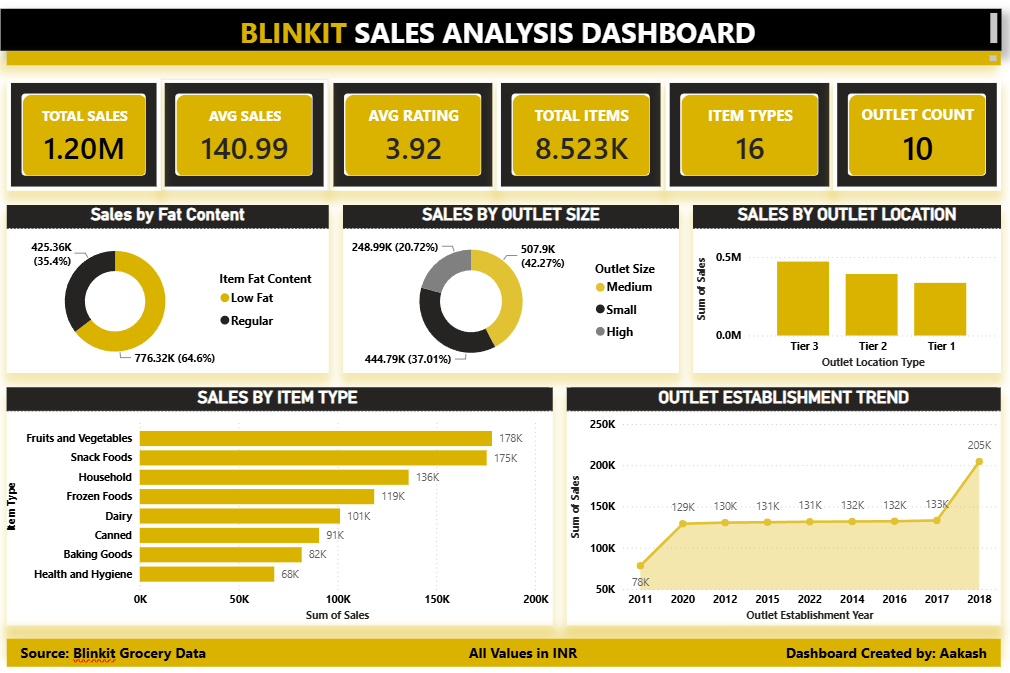 BLINKIT SALES ANALYSIS DASHBOARD
TOTAL SALES
1.20M
AVG SALES
140.99
AVG RATING
3.92
TOTAL ITEMS
8.523K
ITEM TYPES
16
OUTLET COUNT
10
Sales by Fat Content
425.36K
(35.4%)
776.32K (64.6%)
Item Fat Content
Low Fat
Regular
SALES BY OUTLET SIZE
248.99K (20.72%)
507.9K
(42.27%)
444.79K (37.01%)
Outlet Size
Medium
Small
High
SALES BY OUTLET LOCATION
Sum of Sales
0.5M
0.0M
Tier 3 Tier 2 Tier 1
Outlet Location Type
SALES BY ITEM TYPE
Item Type
Fruits and Vegetables 178K
Snack Foods 175K
Household 136K
Frozen Foods 119K
Dairy 101K
Canned 91K
Baking Goods 82K
Health and Hygiene 68K
0K 50K 100K 150K 200K
Sum of Sales
OUTLET ESTABLISHMENT TREND
Sum of Sales
250K
200K
150K
100K
50K
78K 129K 130K 131K 131K 132K 132K 133K 205K
2011 2020 2012 2015 2022 2014 2016 2017 2018
Outlet Establishment Year
Source: Blinkit Grocery Data
All Values in INR
Dashboard Created by: Aakash